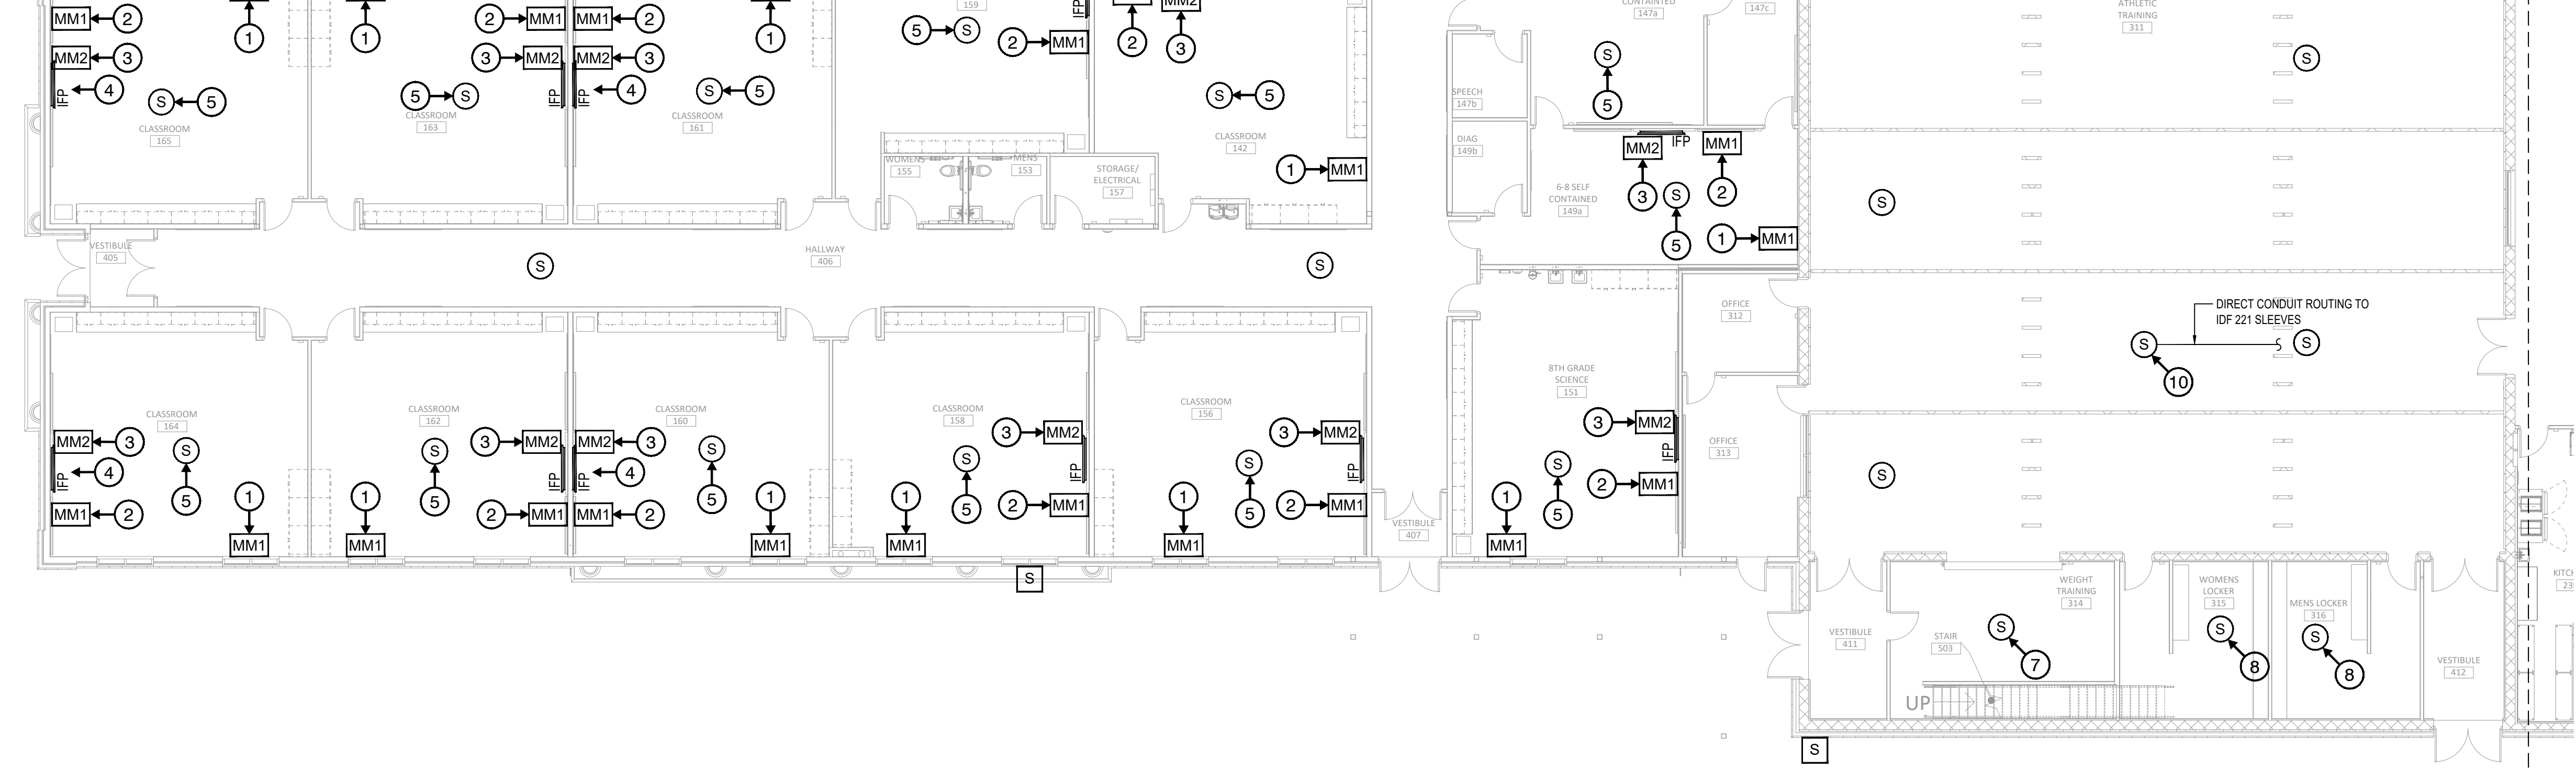 159
CONTAINTED
147a
147c
ATHLETIC
TRAINING
311
MM1
2
1
1
2
MM1
MM1
2
1
5
S
2
MM1
IFP
2
MM2
3
MM2
3
3
MM2
MM2
3
S
5
S
IFP
4
S
5
5
S
IFP
IFP
4
S
5
S
5
SPEECH
147b
CLASSROOM
165
CLASSROOM
163
CLASSROOM
161
CLASSROOM
142
DIAG
149b
MM2
IFP
MM1
3
2
WOMENS
155
MENS
153
STORAGE/
ELECTRICAL
157
1
MM1
6-8 SELF
CONTAINED
149a
S
5
1
MM1
S
VESTIBULE
405
S
HALLWAY
406
S
OFFICE
312
DIRECT CONDUIT ROUTING TO
IDF 221 SLEEVES
S
S
10
8TH GRADE
SCIENCE
151
CLASSROOM
164
CLASSROOM
162
CLASSROOM
160
CLASSROOM
158
CLASSROOM
156
MM2
3
S
IFP
4
5
MM1
2
1
MM1
3
MM2
S
IFP
5
2
MM1
1
MM1
MM2
3
S
IFP
4
5
MM1
2
1
MM1
3
MM2
S
IFP
5
2
MM1
1
MM1
3
MM2
S
IFP
5
2
MM1
1
MM1
3
MM2
IFP
S
5
2
MM1
1
MM1
OFFICE
313
S
VESTIBULE
407
S
WEIGHT
TRAINING
314
WOMENS
LOCKER
315
MENS LOCKER
316
VESTIBULE
411
STAIR
503
S
7
S
8
S
8
VESTIBULE
412
UP
S